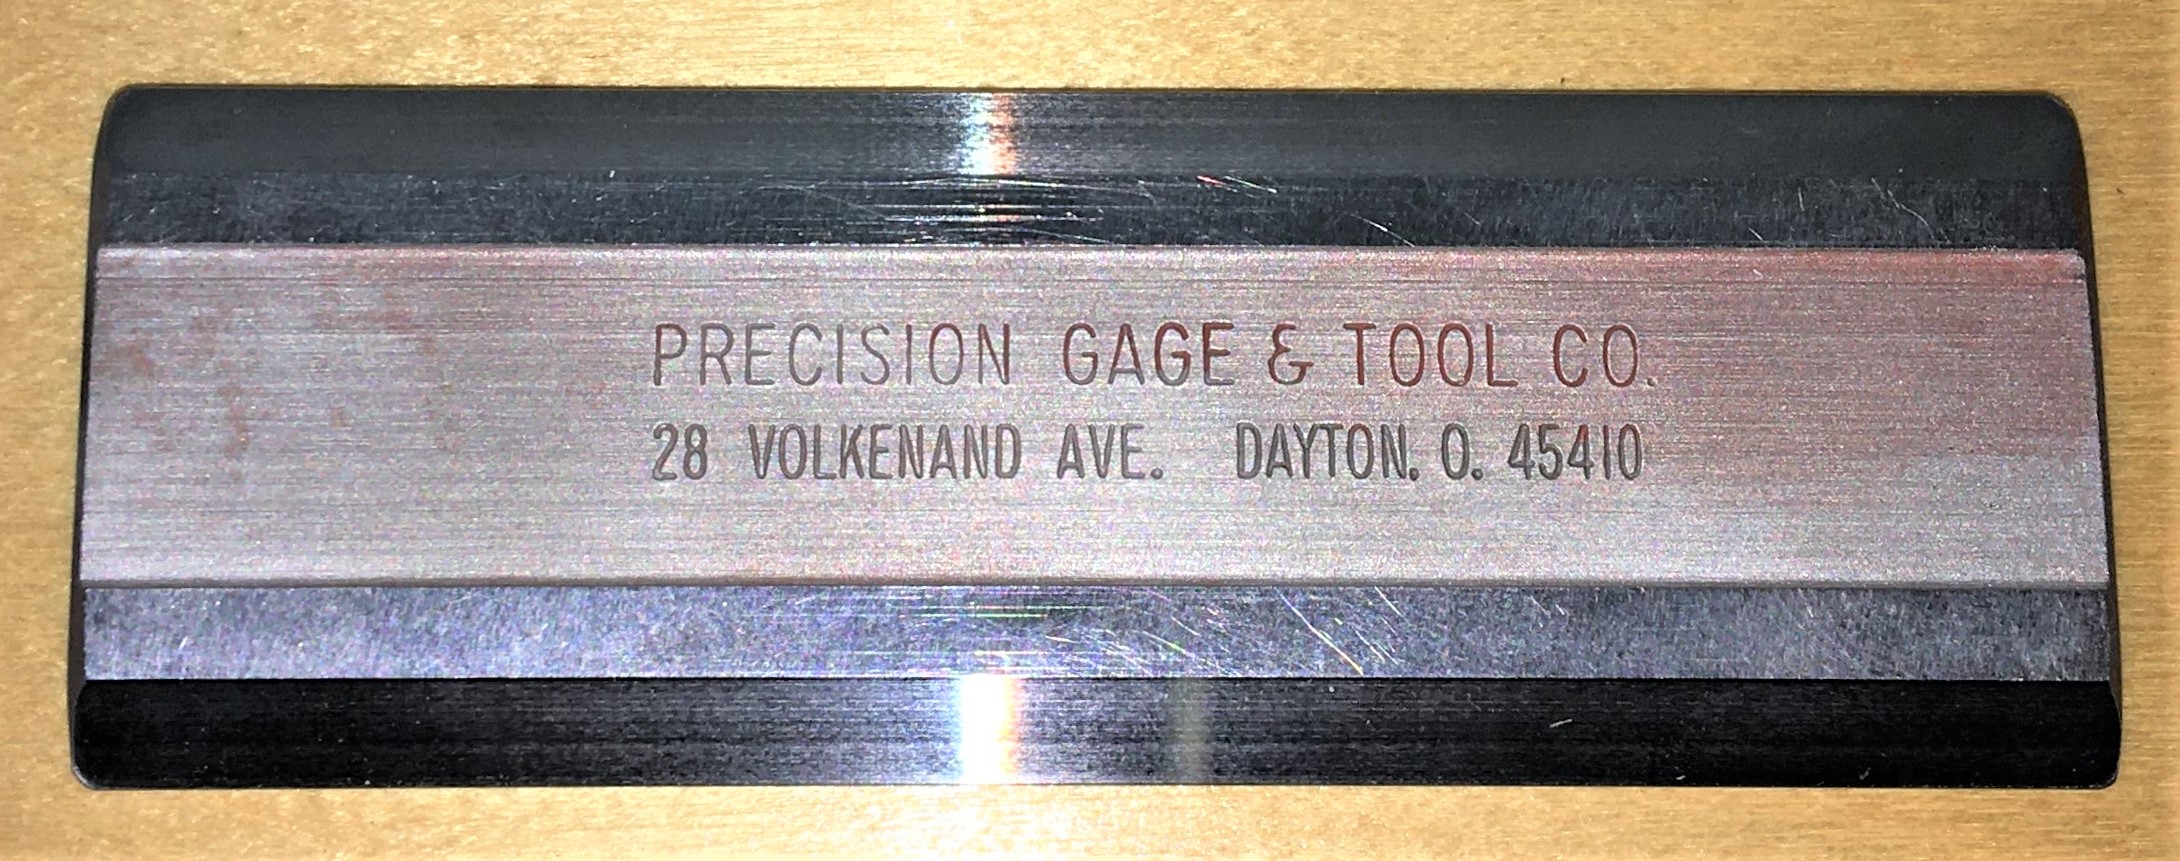 PRECISION GAGE & TOOL CO.
28 VOLKENAND AVE. DAYTON. O. 45410